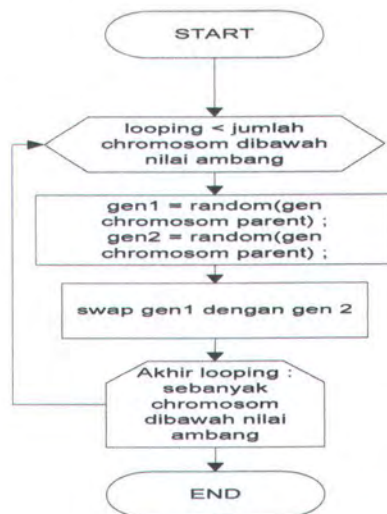 START
looping < jumlah
chromosom dibawah
nilai ambang
gen1 = random(gen
chromosom parent) ;
gen2 = random(gen
chromosom parent) ;
swap gen1 dengan gen 2
Akhir looping :
sebanyak
chromosom
dibawah nilai
ambang
END